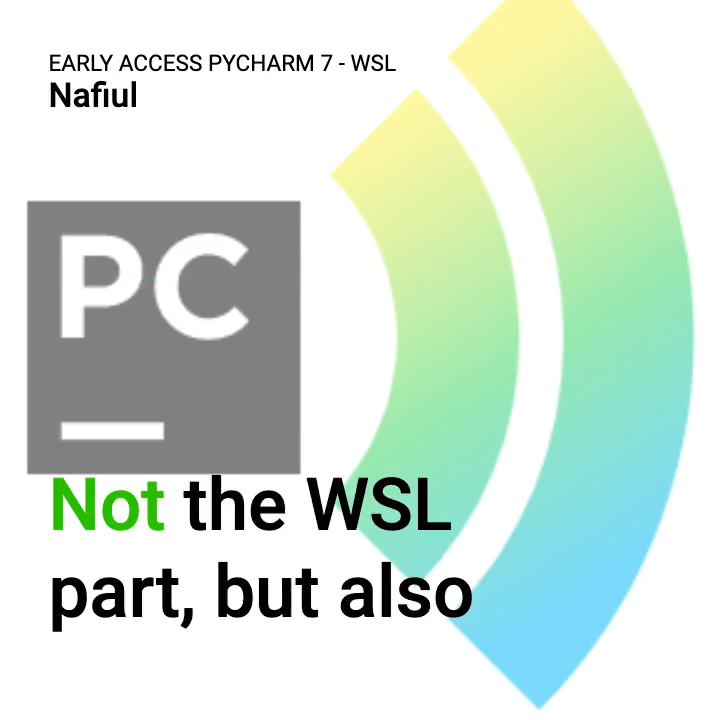 EARLY ACCESS PYCHARM 7 - WSL
Nafiul
PC
Not the WSL
part, but also